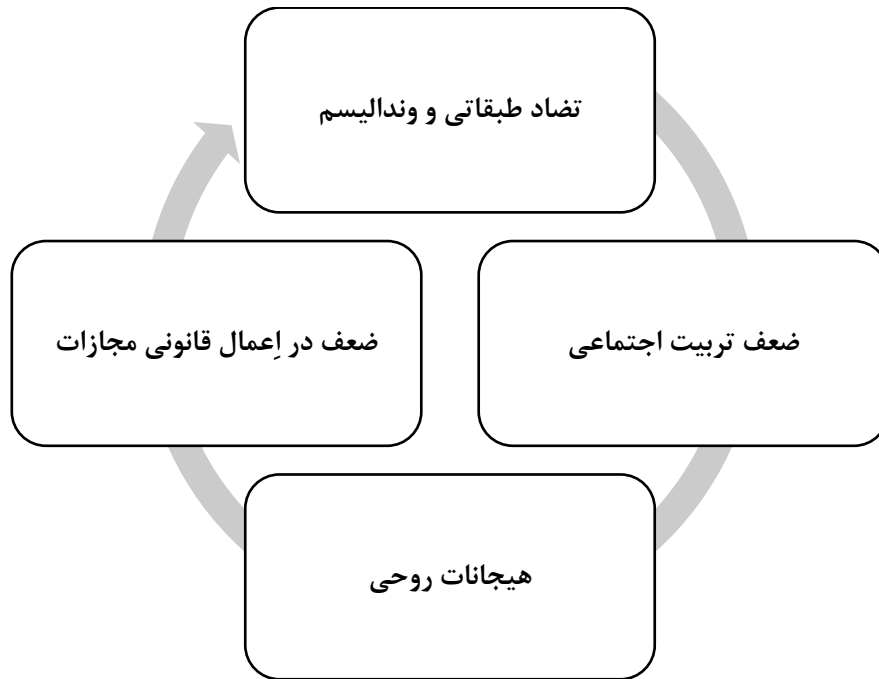 تضاد طبقاتی و وندالیسم
ضعف تربیت اجتماعی
ضعف در اِعمال قانونی مجازات
هیجانات روحی